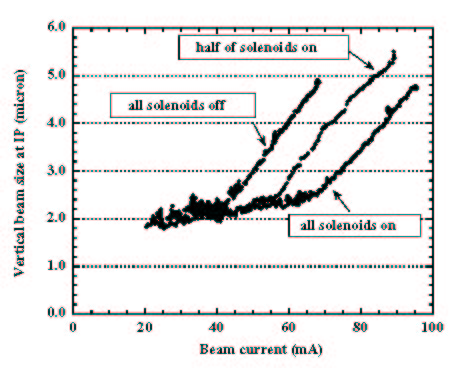 6.0
half of solenoids on
5.0
all solenoids off
4.0
3.0
2.0
all solenoids on
1.0
0.0
0 20 40 60 80 100
Beam current (mA)
Vertical beam size at IP (micron)